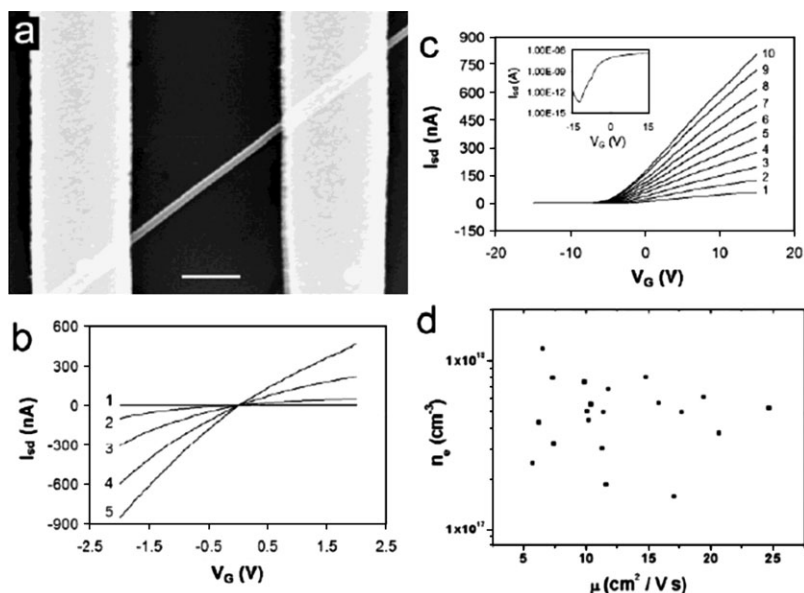 a
b
600
300
0
-300
-600
-900
Isd (nA)
1
2
3
4
5
-2.5
-1.5
-0.5
0.5
1.5
2.5
VG (V)
c
900
750
600
450
300
150
0
-150
Isd (nA)
1.00E-06
1.00E-09
1.00E-12
1.00E-15
Isd (A)
-15
0
15
VG (V)
10
9
8
7
6
5
4
3
2
1
-20
-10
0
10
20
VG (V)
d
1x10¹⁸
1x10¹⁷
ne (cm-3)
5
10
15
20
25
μ (cm2 / V s)